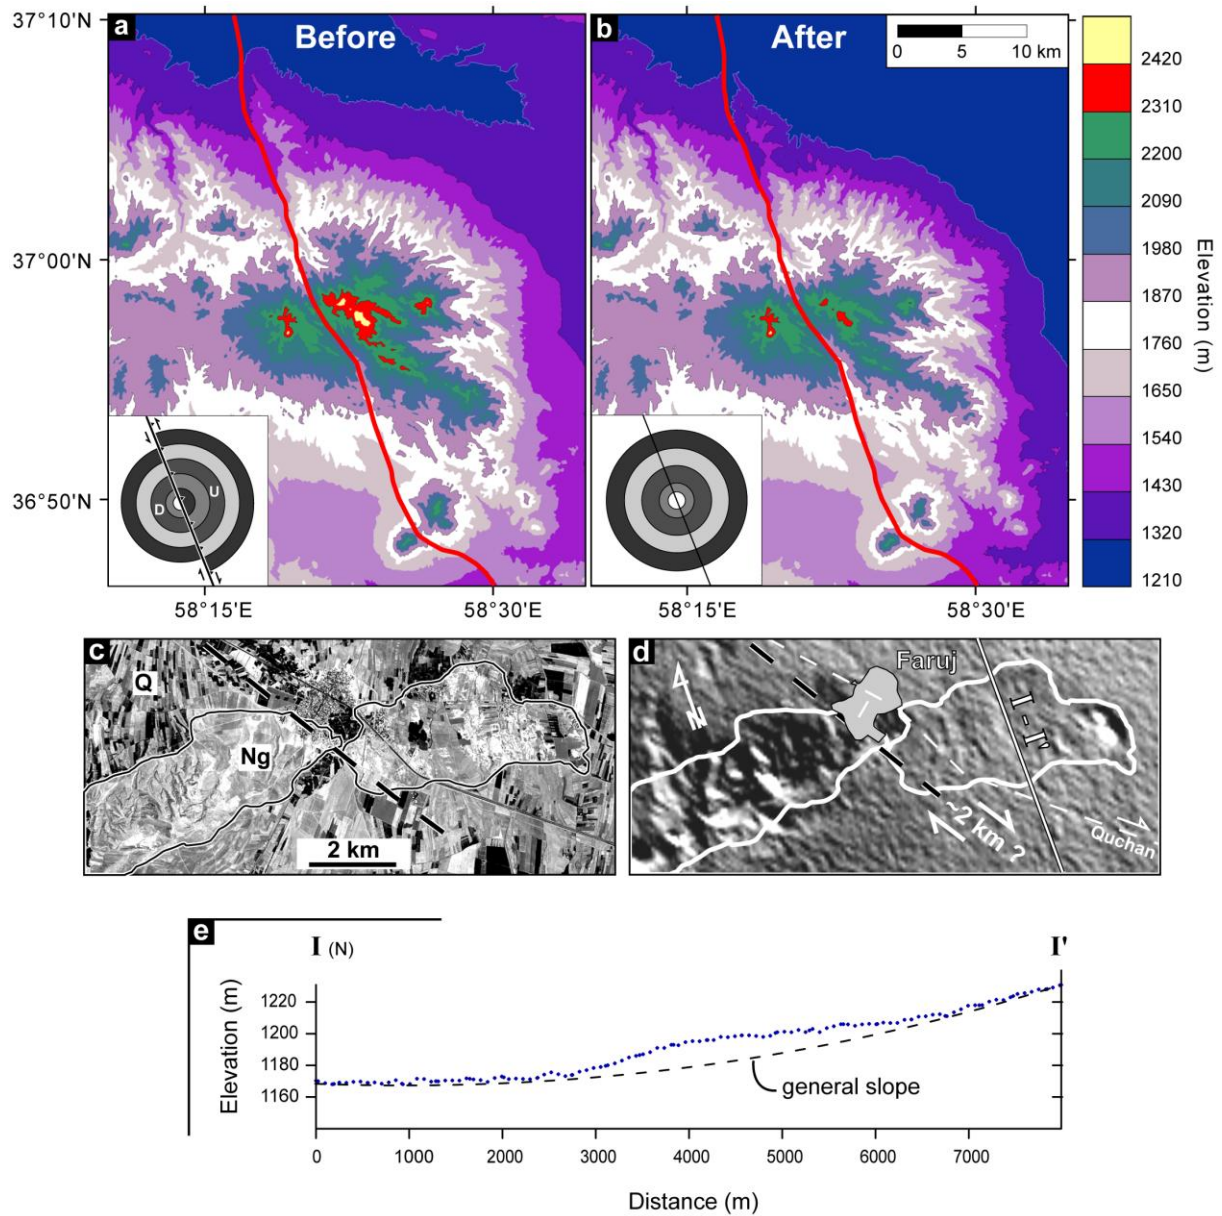 a
Before
b
After
0 5 10 km
37°10'N
37°00'N
36°50'N
58°15'E
58°30'E
58°15'E
58°30'E
D
U
2420
2310
2200
2090
1980
1870
1760
1650
1540
1430
1320
1210
Elevation (m)
c
Q
Ng
2 km
d
N
Faruj
I - I'
~2 km ?
Quchan
e
I (N)
I'
Elevation (m)
1220
1200
1180
1160
general slope
0 1000 2000 3000 4000 5000 6000 7000
Distance (m)